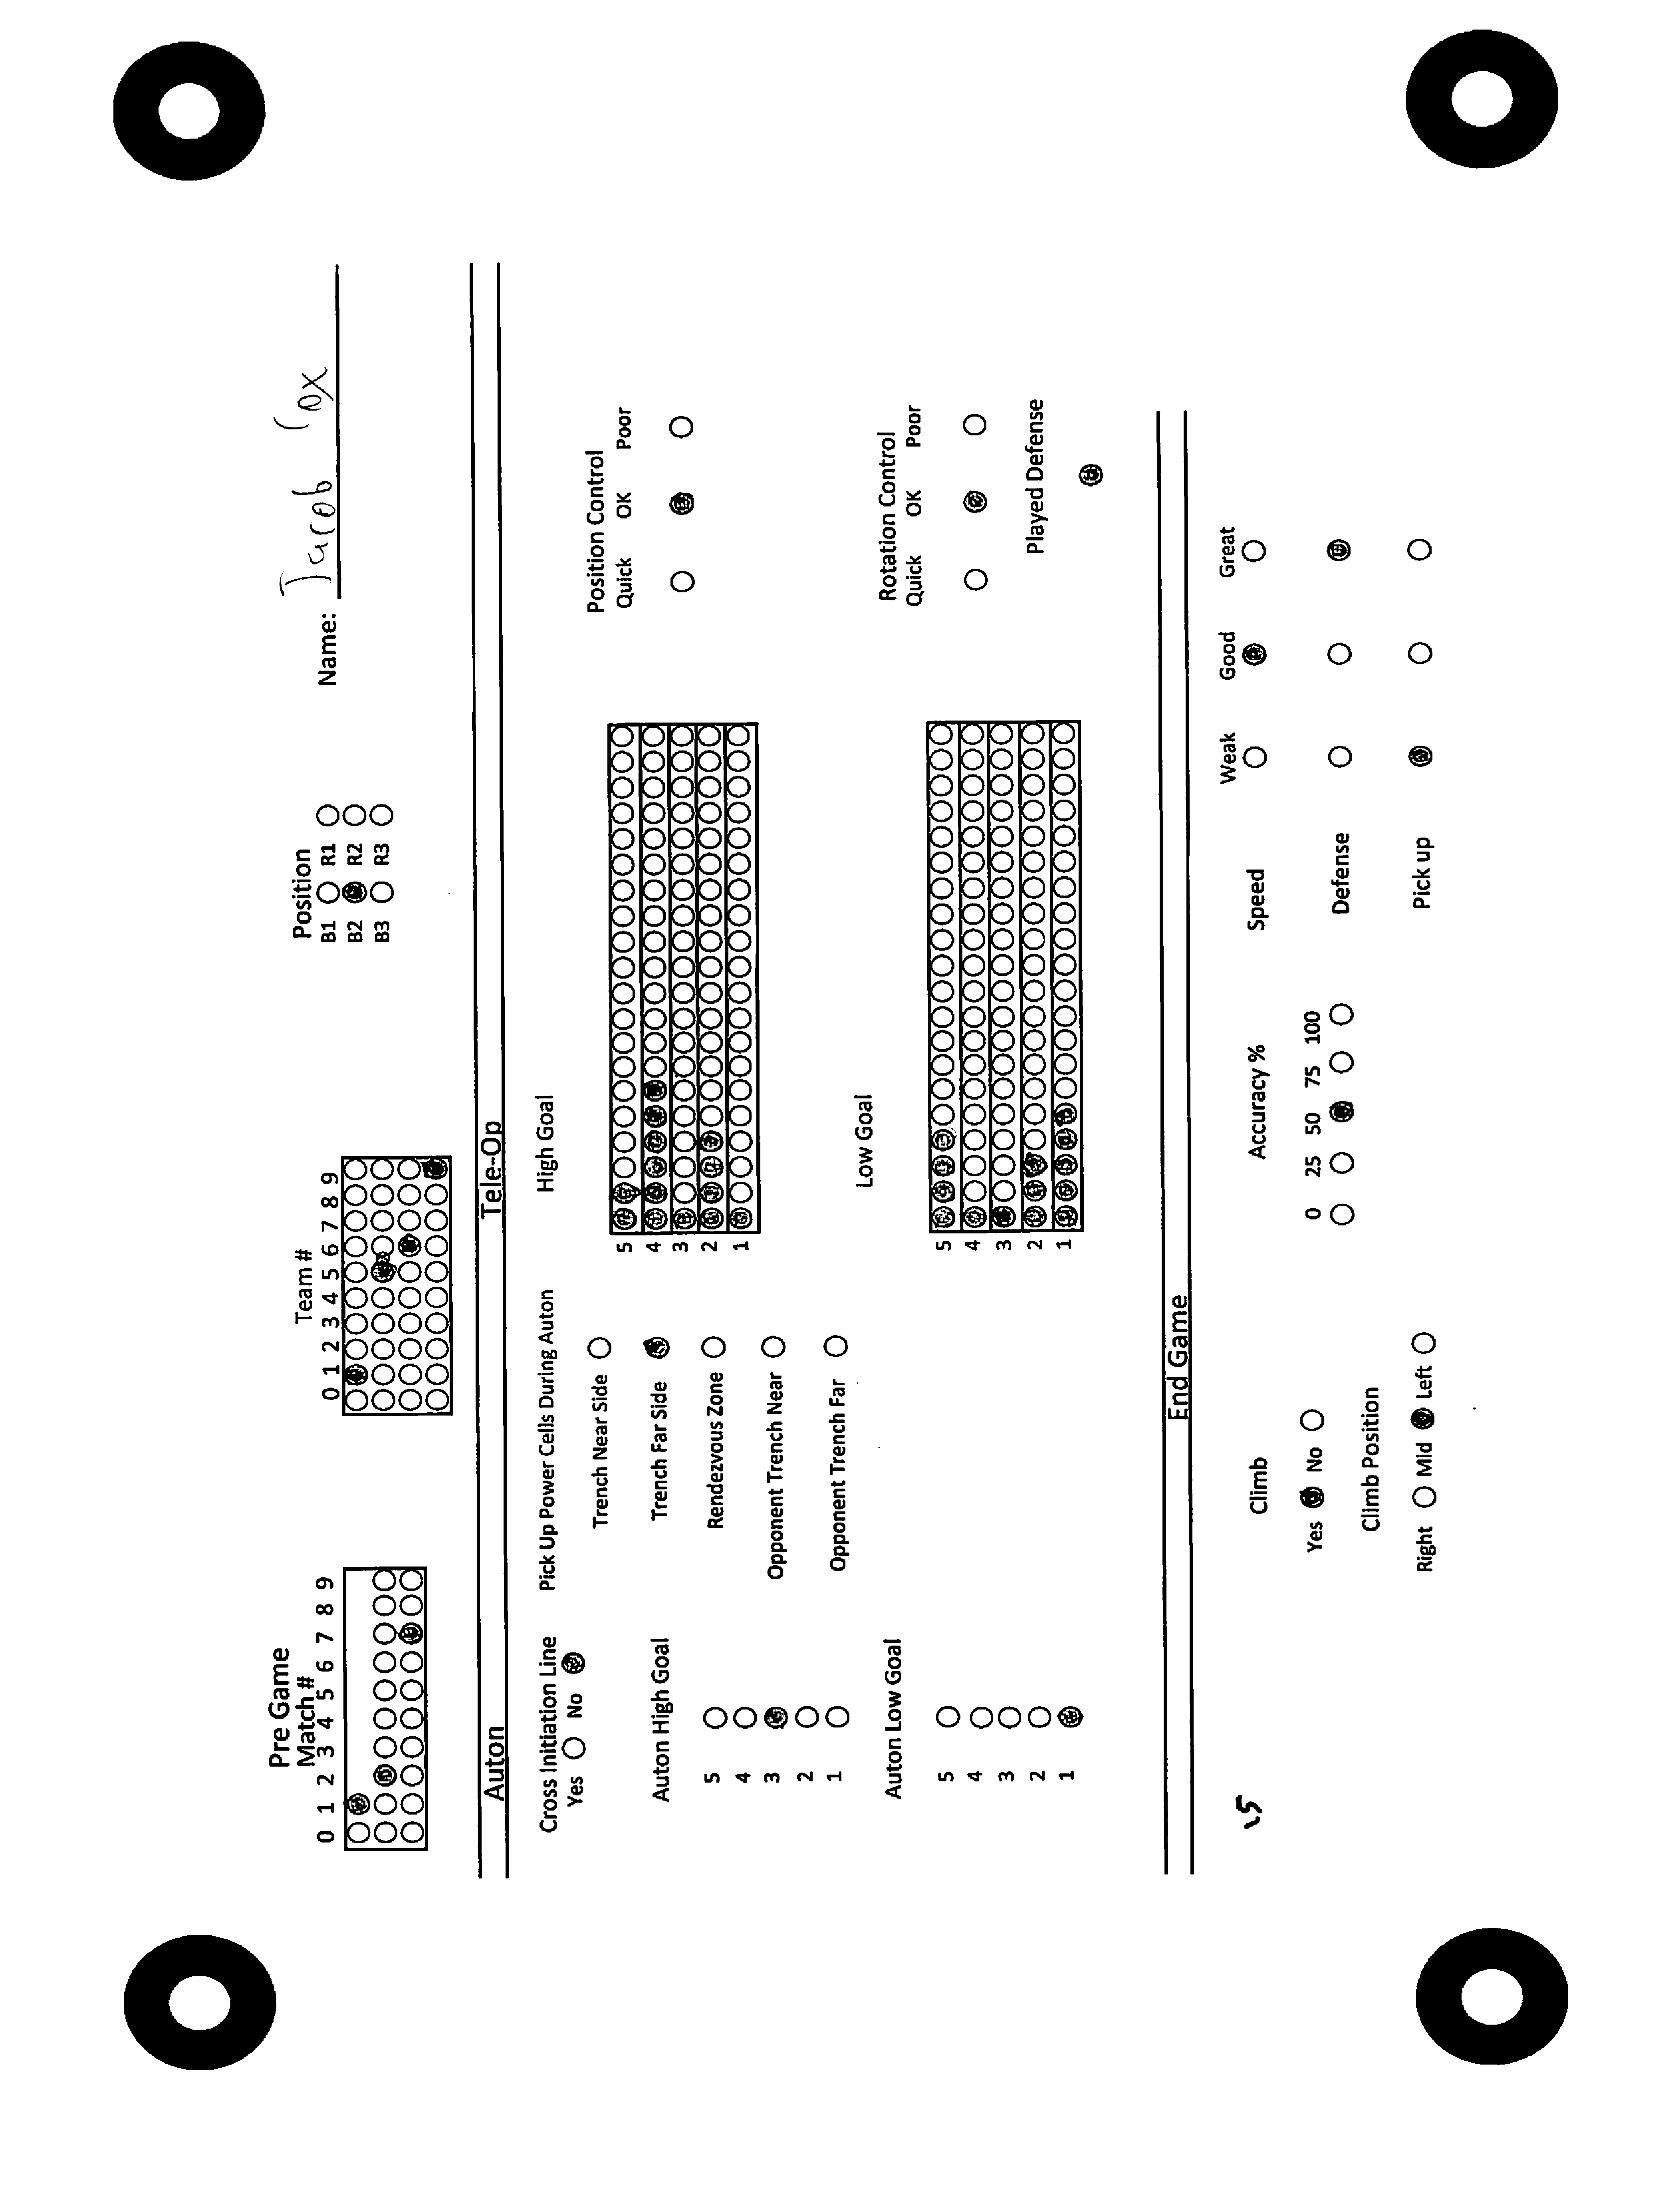 Pre Game
Match #
0 1 2 3 4 5 6 7 8 9
Team #
0 1 2 3 4 5 6 7 8 9
Position
B1 R1
B2 R2
B3 R3
Name: Jacob Cox
Auton
Tele-Op
Cross Initiation Line
Yes No
Auton High Goal
5
4
3
2
1
Auton Low Goal
5
4
3
2
1
Pick Up Power Cells During Auton
Trench Near Side
Trench Far Side
Rendezvous Zone
Opponent Trench Near
Opponent Trench Far
High Goal
5
4
3
2
1
Low Goal
5
4
3
2
1
Position Control
Quick OK Poor
Rotation Control
Quick OK Poor
Played Defense
End Game
Climb
Yes No
Climb Position
Right Mid Left
Accuracy %
0 25 50 75 100
Weak Good Great
Speed
Defense
Pick up